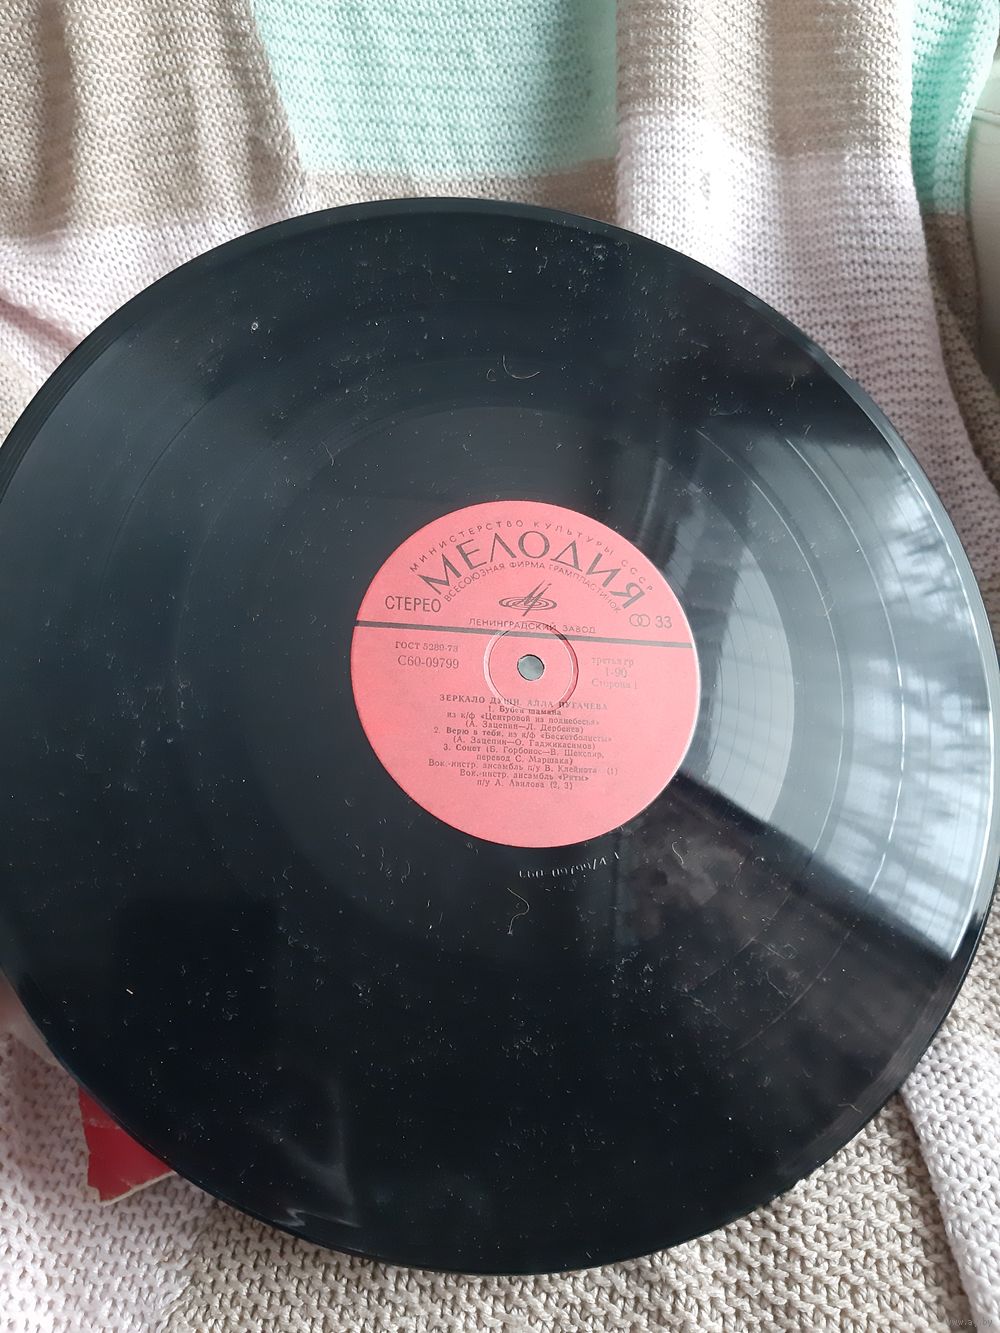 МИНИСТЕРСТВО КУЛЬТУРЫ СССР
МЕЛОДИЯ
ВСЕСОЮЗНАЯ ФИРМА ГРАМПЛАСТИНОК
СТЕРЕО
33
ЛЕНИНГРАДСКИЙ ЗАВОД
ГОСТ 5289-73
С60-09799
третья гр
1-90
Сторона 1
ЗЕРКАЛО ДУШИ. АЛЛА ПУГАЧЕВА
1. Бубен шамана
из к/ф «Центровой из поднебесья»
(А. Зацепин—Л. Дербенев)
2. Верю в тебя, из к/ф «Баскетболисты»
(А. Зацепин—О. Гаджикасимов)
3. Сонет (Б. Горбонос—В. Шекспир,
перевод С. Маршака)
Вок.-инстр. ансамбль п/у В. Клейнота (1)
Вок.-инстр. ансамбль «Ритм»
п/у А. Авилова (2, 3)